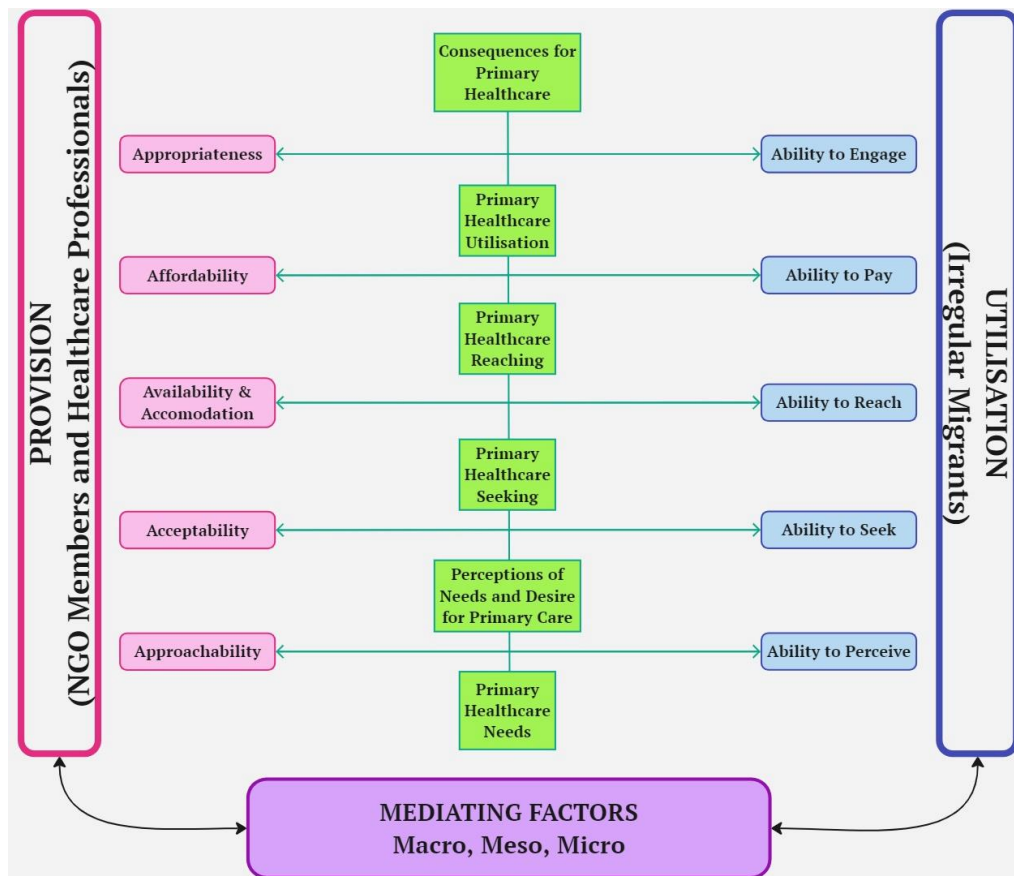 PROVISION
(NGO Members and Healthcare Professionals)
Consequences for
Primary
Healthcare
Appropriateness
Ability to Engage
Primary
Healthcare
Utilisation
Affordability
Ability to Pay
Primary
Healthcare
Reaching
Availability &
Accomodation
Ability to Reach
Primary
Healthcare
Seeking
Acceptability
Ability to Seek
Perceptions of
Needs and Desire
for Primary Care
Approachability
Ability to Perceive
Primary
Healthcare
Needs
UTILISATION
(Irregular Migrants)
MEDIATING FACTORS
Macro, Meso, Micro